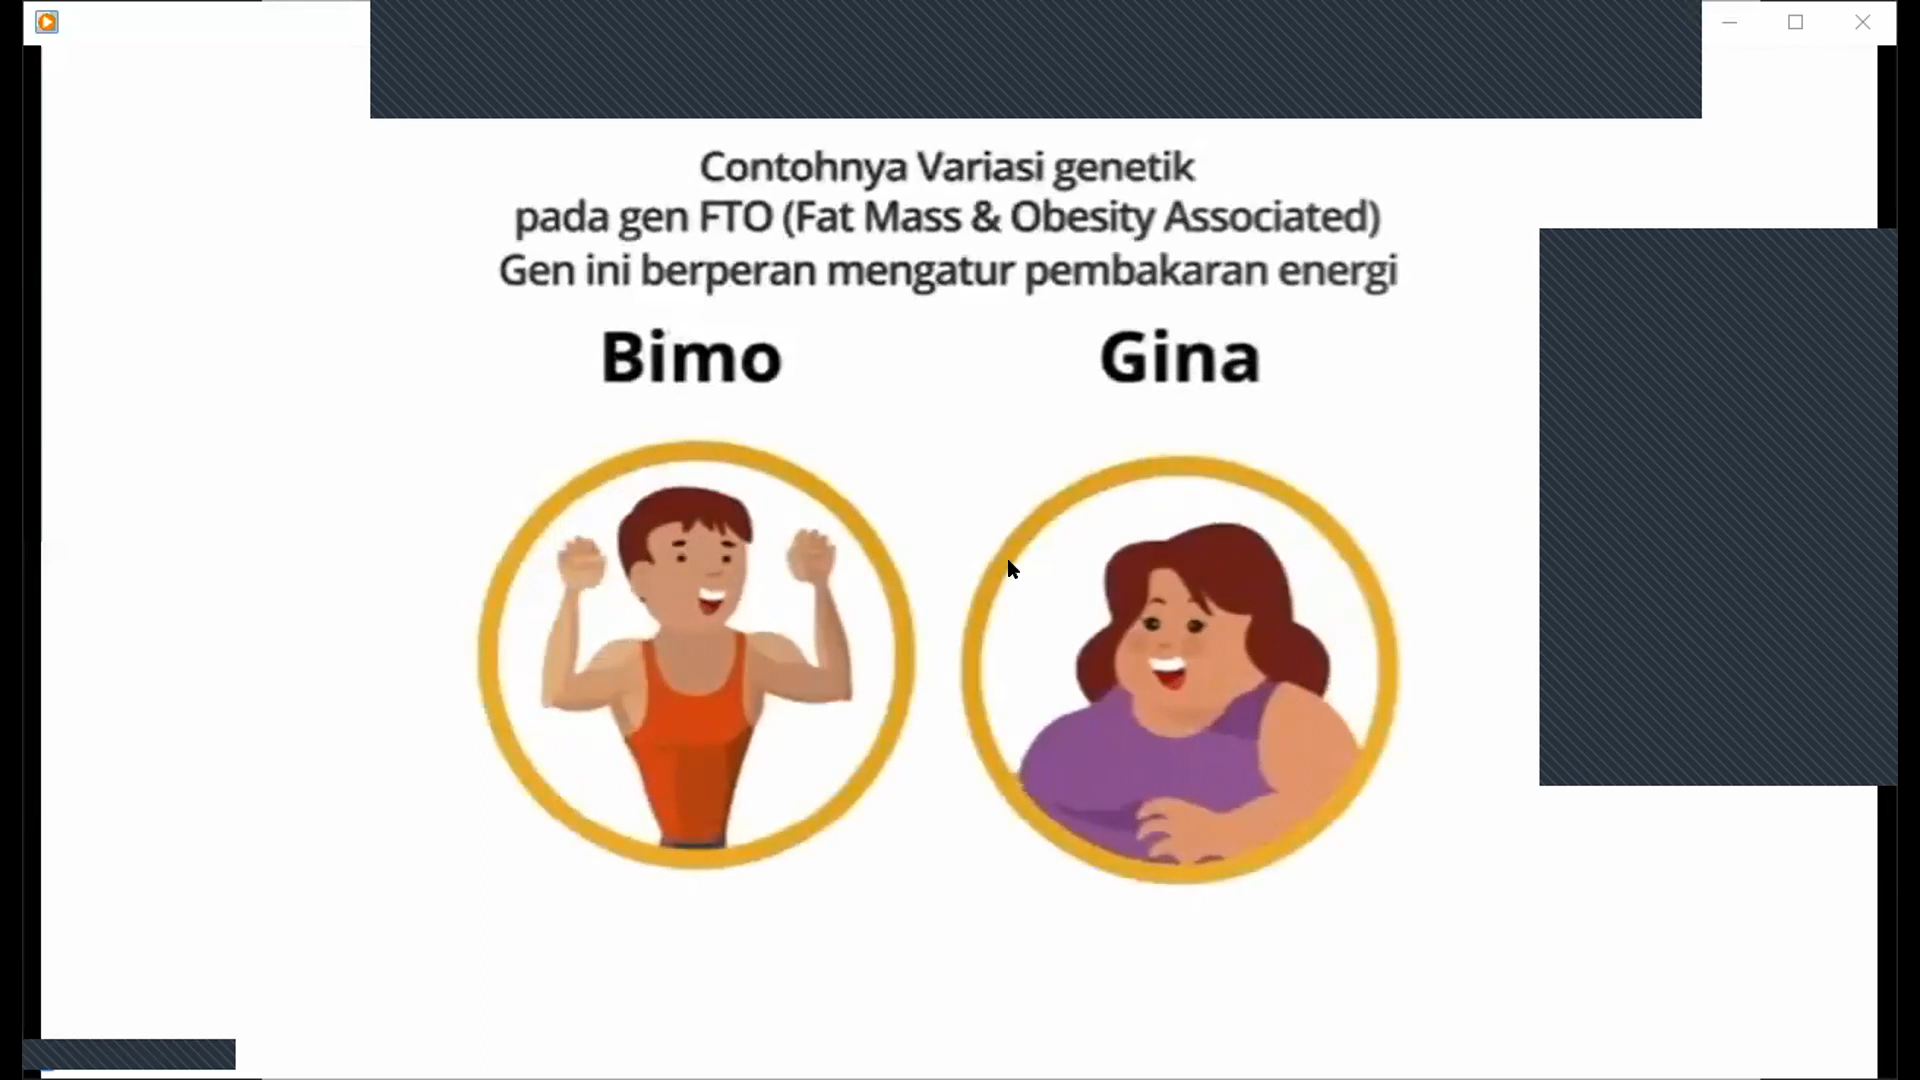 Contohnya Variasi genetik
pada gen FTO (Fat Mass & Obesity Associated)
Gen ini berperan mengatur pembakaran energi
Bimo
Gina